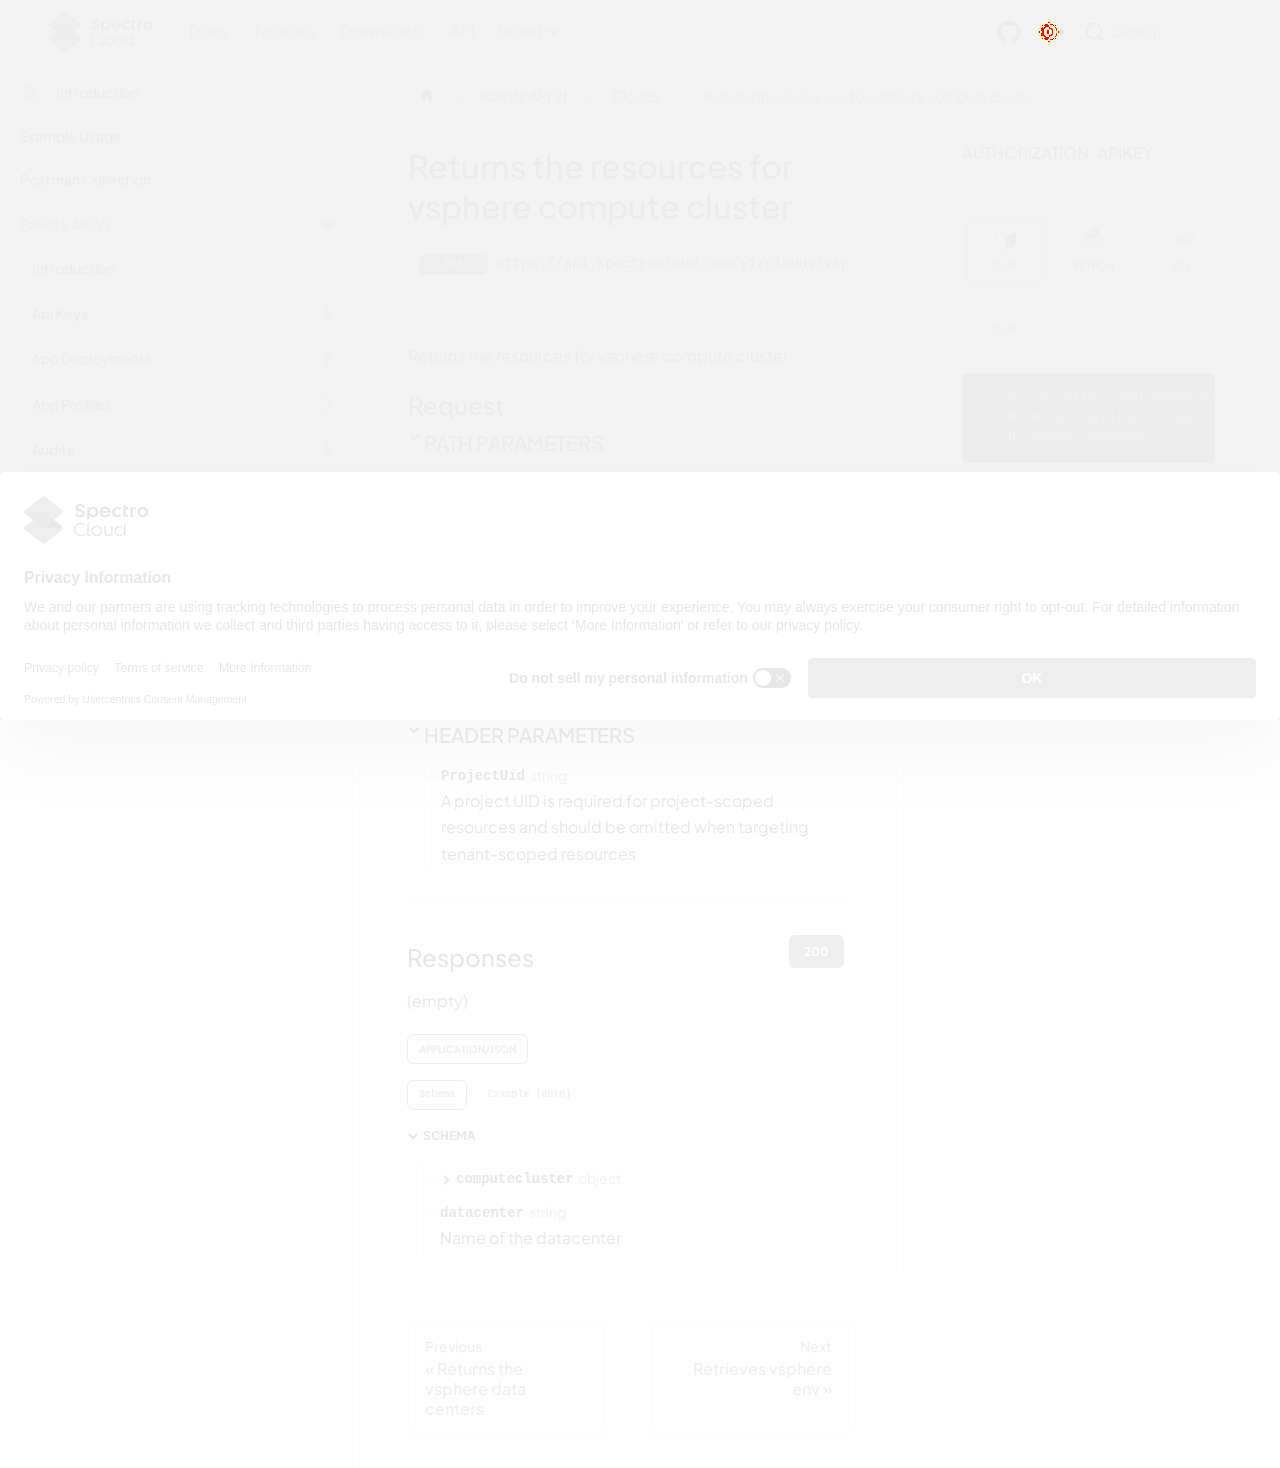 Spectro
Cloud
Docs Tutorials Downloads API latest
Search
Introduction
Example Usage
Postman Collection
Palette API V1
Introduction
Api Keys
App Deployments
App Profiles
Audits
Palette API V1
Clouds
Returns the resources for vsphere compute cluster
Returns the resources for
vsphere compute cluster
GET https://api.spectrocloud.com/v1/clouds/vsp
Returns the resources for vsphere compute cluster
Request
PATH PARAMETERS
AUTHORIZATION: APIKEY
CURL PYTHON GO
CURL
Spectro
Cloud
Privacy Information
We and our partners are using tracking technologies to process personal data in order to improve your experience. You may always exercise your consumer right to opt-out. For detailed information
about personal information we collect and third parties having access to it, please select ‘More Information’ or refer to our privacy policy.
Privacy policy Terms of service More Information
Powered by Usercentrics Consent Management
Do not sell my personal information
OK
HEADER PARAMETERS
ProjectUid string
A project UID is required for project-scoped
resources and should be omitted when targeting
tenant-scoped resources
Responses
200
(empty)
APPLICATION/JSON
Schema Example (auto)
SCHEMA
computecluster object
datacenter string
Name of the datacenter
Previous
« Returns the
vsphere data
centers
Next
Retrieves vsphere
env »